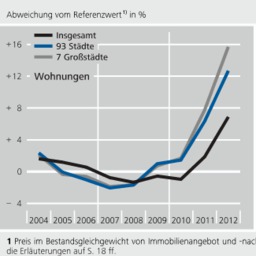 Abweichung vom Referenzwert¹⁾ in %
Insgesamt
+16
93 Städte
7 Großstädte
+12
Wohnungen
+ 8
+ 4
0
− 4
2004 2005 2006 2007 2008 2009 2010 2011 2012
1 Preis im Bestandsgleichgewicht von Immobilienangebot und -nac
die Erläuterungen auf S. 18 ff.